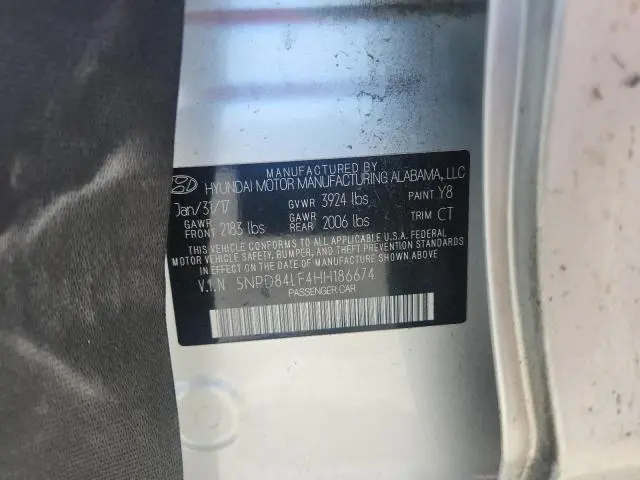 MANUFACTURED BY
HYUNDAI MOTOR MANUFACTURING ALABAMA, LLC
Jan/31/17 GVWR 3924 lbs PAINT Y8
GAWR FRONT 2183 lbs GAWR REAR 2006 lbs TRIM CT
THIS VEHICLE CONFORMS TO ALL APPLICABLE U.S.A. FEDERAL
MOTOR VEHICLE SAFETY, BUMPER, AND THEFT PREVENTION
STANDARDS IN EFFECT ON THE DATE OF MANUFACTURE
V.I.N 5NPD84LF4HH186674
PASSENGER CAR